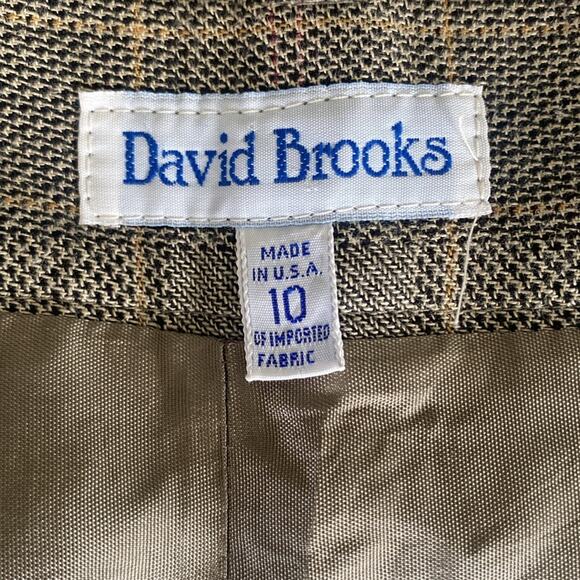 David Brooks
MADE
IN U.S.A.
10
OF IMPORTED
FABRIC